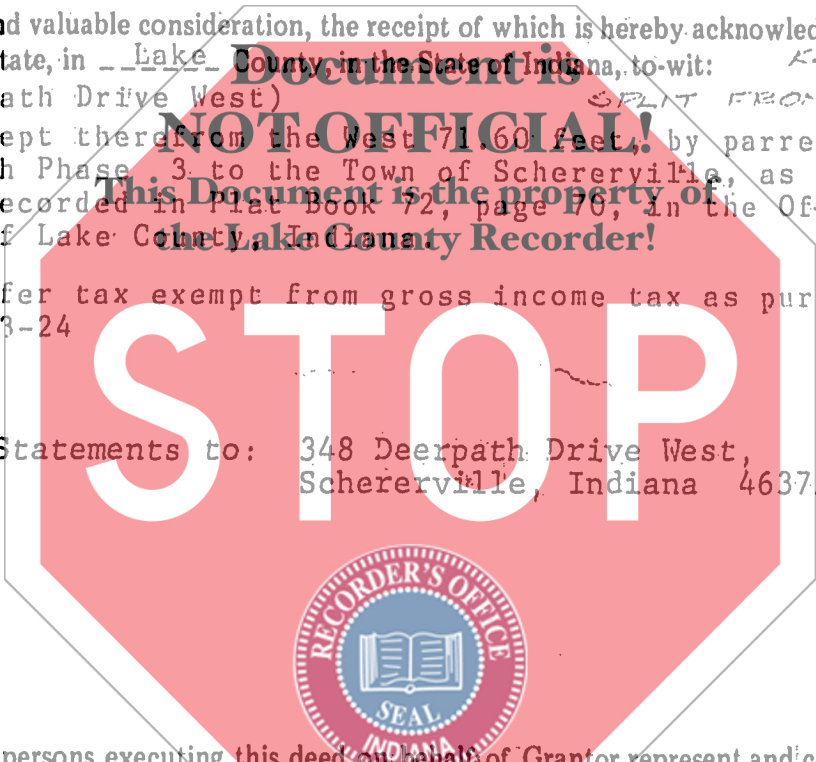 nd valuable consideration, the receipt of which is hereby acknowled
tate, in Lake County, in the State of Indiana, to-wit:
Document is
ath Drive West)
SPLIT FROM
NOT OFFICIAL!
ept therefrom the West 71.60 feet, by parre
h Phase 3 to the Town of Schererville, as
This Document is the property of
ecorded in Plat Book 72, page 70, in the Of
f Lake County, Indiana.
the Lake County Recorder!
fer tax exempt from gross income tax as pur
3-24
STOP
Statements to: 348 Deerpath Drive West,
Schererville, Indiana 4637
RECORDER'S OFFICE
SEAL
INDIANA
persons executing this deed on behalf of Grantor represent and c